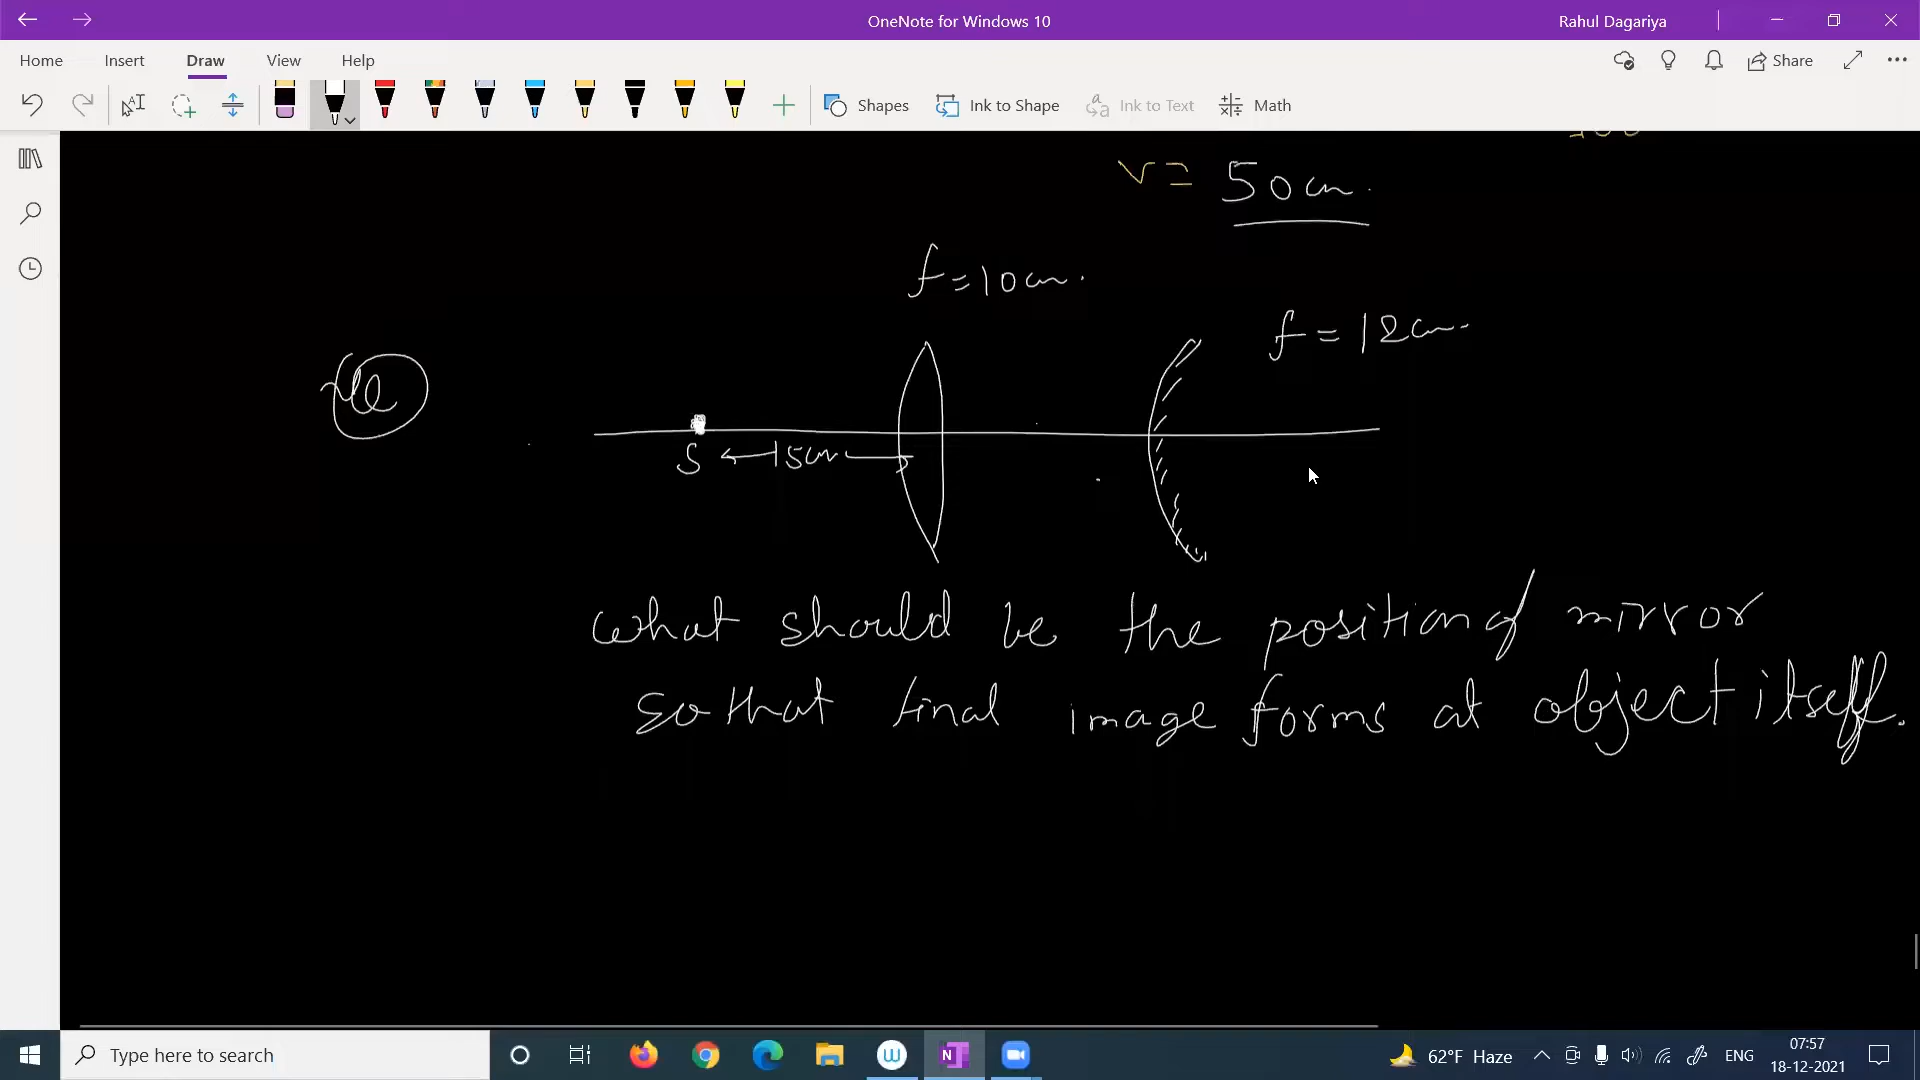 OneNote for Windows 10
Rahul Dagariya
Home Insert Draw View Help
Share
Shapes Ink to Shape Ink to Text Math
v = 50cm.
f = 10cm.
f = 12cm.
S 15cm
what should be the position of mirror
so that final image forms at object itself.
Type here to search
62°F Haze
ENG
07:57
18-12-2021